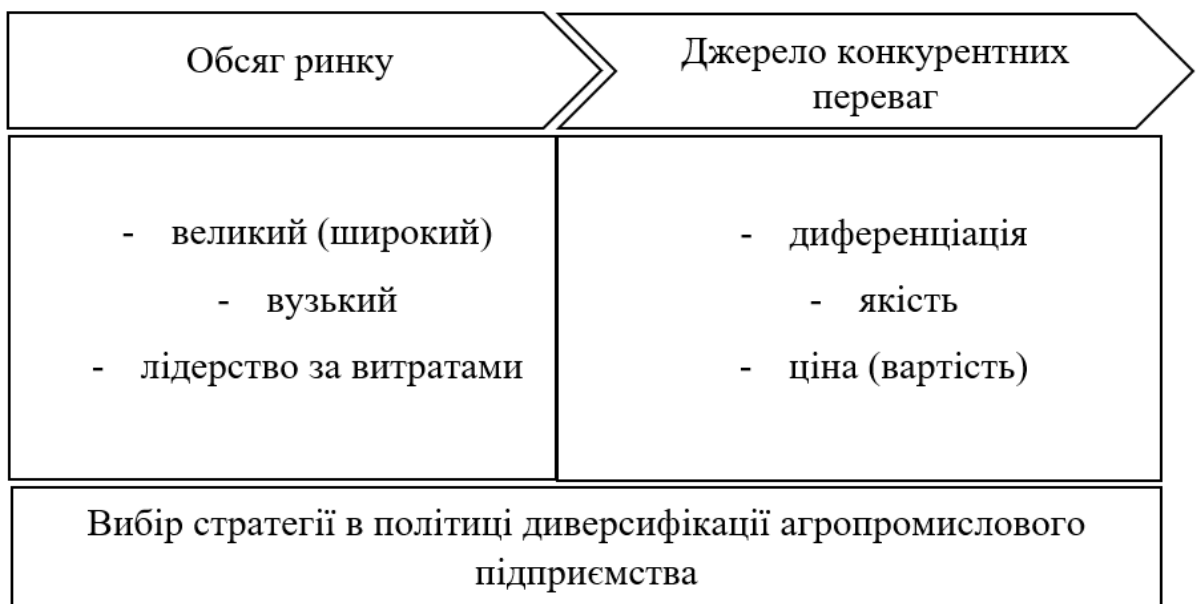 Обсяг ринку
Джерело конкурентних
переваг
- великий (широкий)
- вузький
- лідерство за витратами
- диференціація
- якість
- ціна (вартість)
Вибір стратегії в політиці диверсифікації агропромислового
підприємства